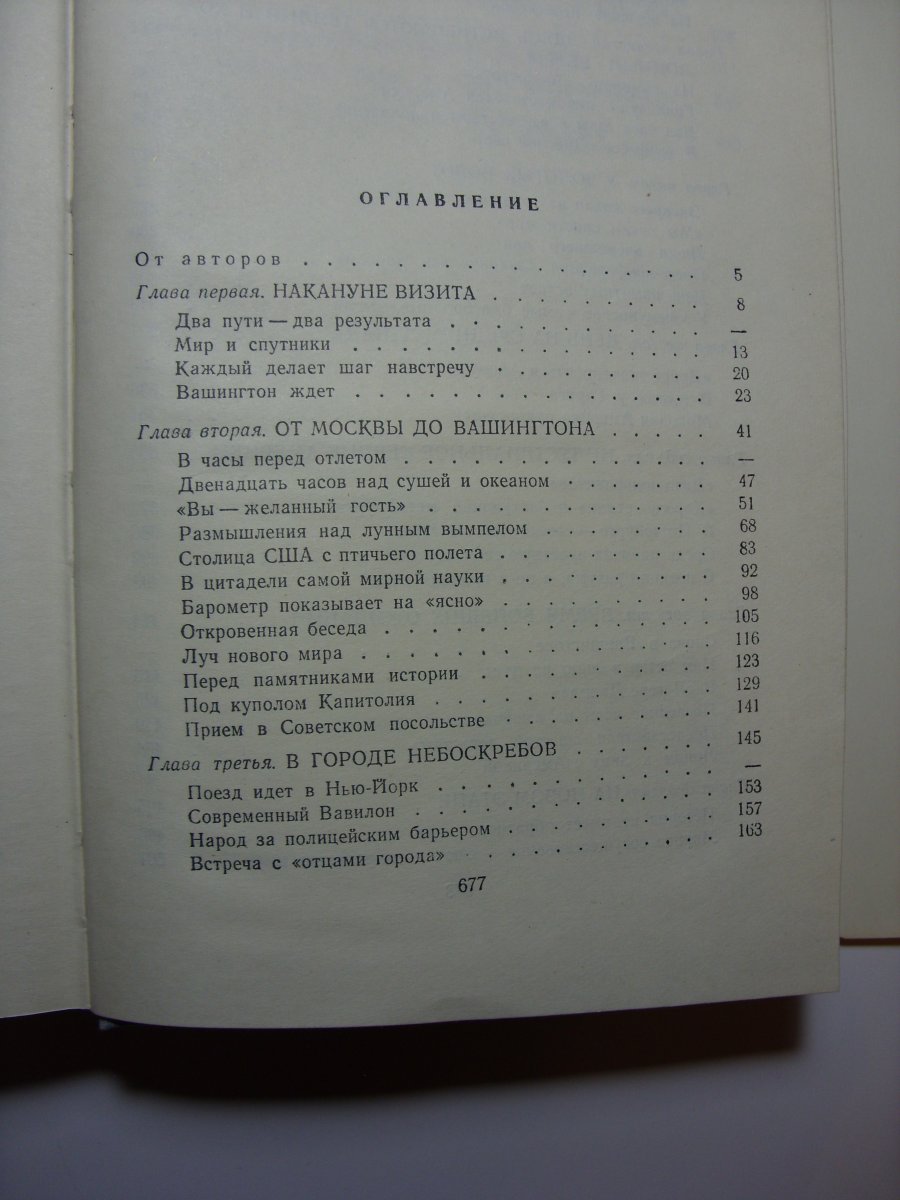 ОГЛАВЛЕНИЕ
От авторов . . . . . . . . . . . . . . . . . . 5
Глава первая. НАКАНУНЕ ВИЗИТА . . . . . . . . . 8
Два пути — два результата . . . . . . . . . . . —
Мир и спутники . . . . . . . . . . . . . . . 13
Каждый делает шаг навстречу . . . . . . . . . . 20
Вашингтон ждет . . . . . . . . . . . . . . . 23
Глава вторая. ОТ МОСКВЫ ДО ВАШИНГТОНА . . . . . 41
В часы перед отлетом . . . . . . . . . . . . . —
Двенадцать часов над сушей и океаном . . . . . . . 47
«Вы — желанный гость» . . . . . . . . . . . . 51
Размышления над лунным вымпелом . . . . . . . . 68
Столица США с птичьего полета . . . . . . . . . 83
В цитадели самой мирной науки . . . . . . . . . 92
Барометр показывает на «ясно» . . . . . . . . . 98
Откровенная беседа . . . . . . . . . . . . . . 105
Луч нового мира . . . . . . . . . . . . . . . 116
Перед памятниками истории . . . . . . . . . . . 123
Под куполом Капитолия . . . . . . . . . . . . 129
Прием в Советском посольстве . . . . . . . . . . 141
Глава третья. В ГОРОДЕ НЕБОСКРЕБОВ . . . . . . . 145
Поезд идет в Нью-Йорк . . . . . . . . . . . . —
Современный Вавилон . . . . . . . . . . . . . 153
Народ за полицейским барьером . . . . . . . . . 157
Встреча с «отцами города» . . . . . . . . . . . 163
677